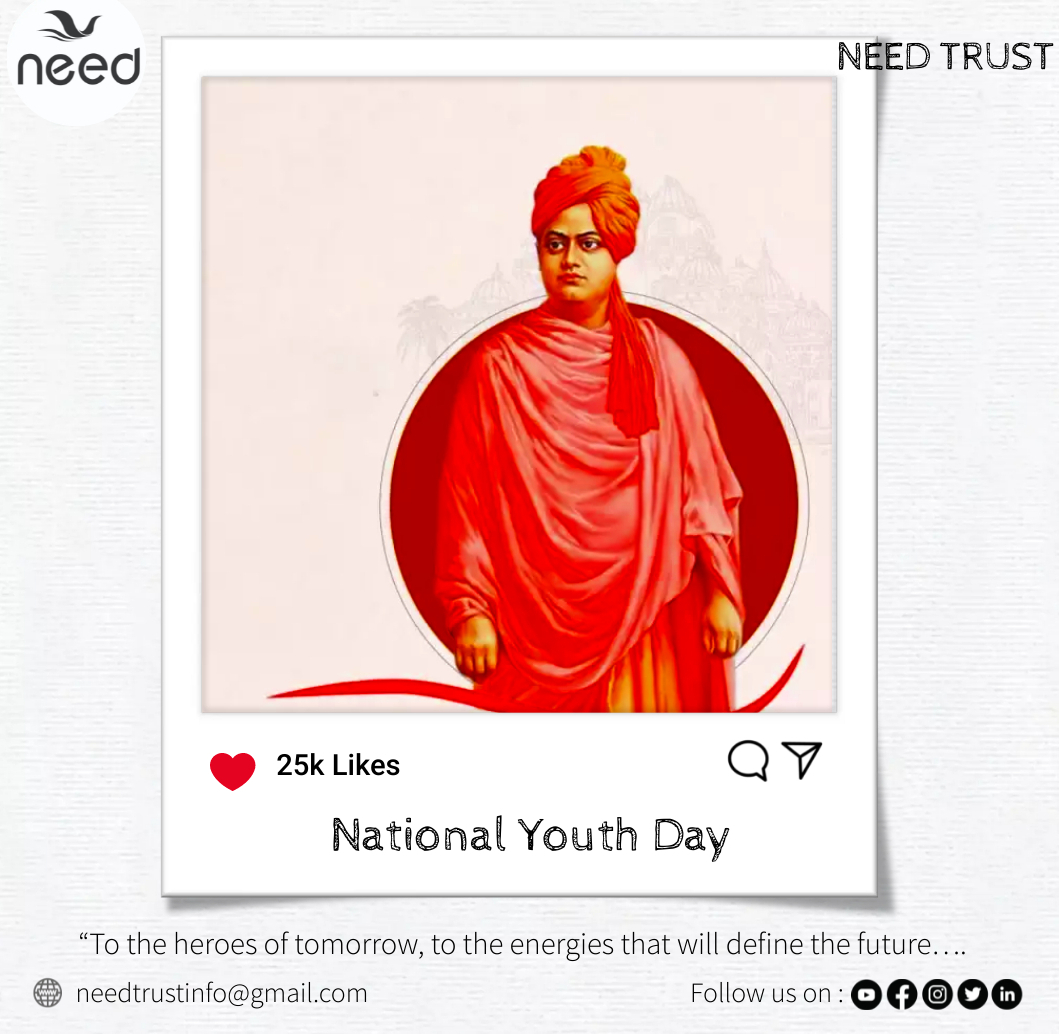 need
NEED TRUST
25k Likes
National Youth Day
“To the heroes of tomorrow, to the energies that will define the future….
needtrustinfo@gmail.com
Follow us on :